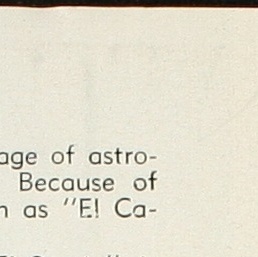 age of astro-
Because of
as "El Ca-